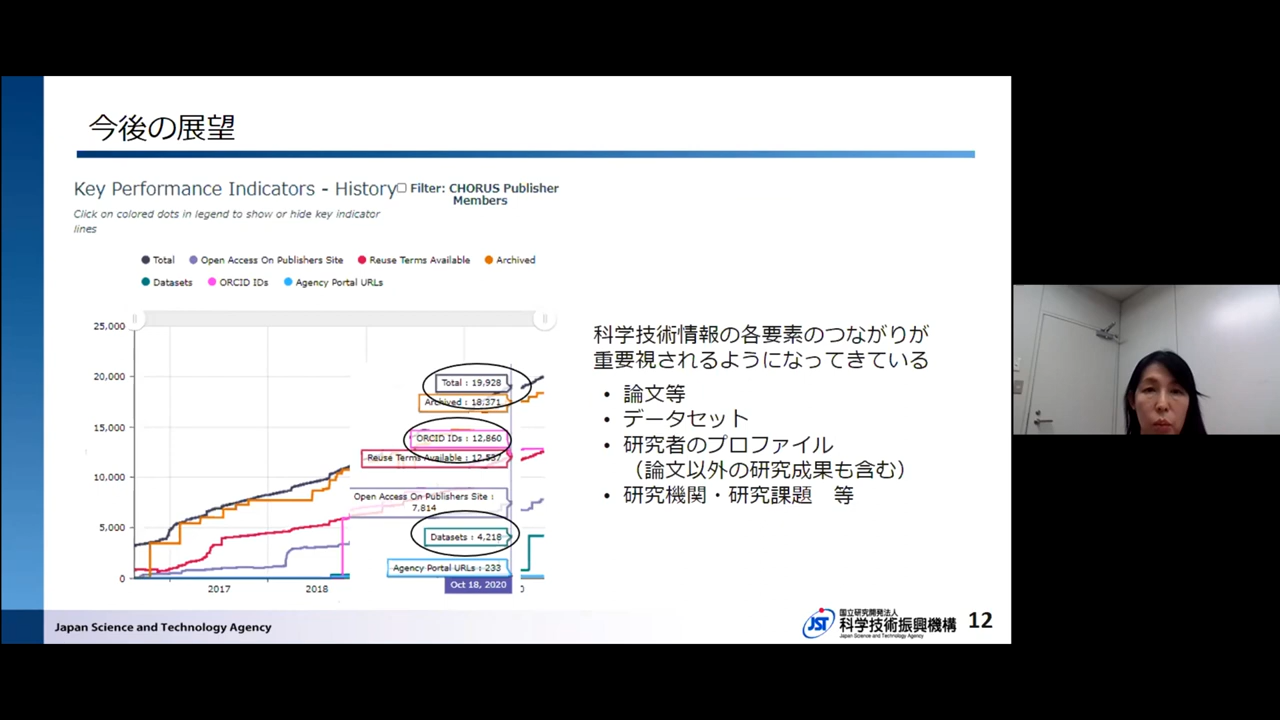 今後の展望
Key Performance Indicators - History
Filter: CHORUS Publisher
Members
Click on colored dots in legend to show or hide key indicator
lines
Total
Open Access On Publishers Site
Reuse Terms Available
Archived
Datasets
ORCID IDs
Agency Portal URLs
25,000
20,000
15,000
10,000
5,000
0
2017
2018
Total : 19,928
Archived : 18,371
ORCID IDs : 12,860
Reuse Terms Available : 12,537
Open Access On Publishers Site :
7,814
Datasets : 4,218
Agency Portal URLs : 233
Oct 18, 2020
科学技術情報の各要素のつながりが
重要視されるようになってきている
• 論文等
• データセット
• 研究者のプロファイル
（論文以外の研究成果も含む）
• 研究機関・研究課題　等
Japan Science and Technology Agency
JST
国立研究開発法人
科学技術振興機構
Japan Science and Technology Agency
12